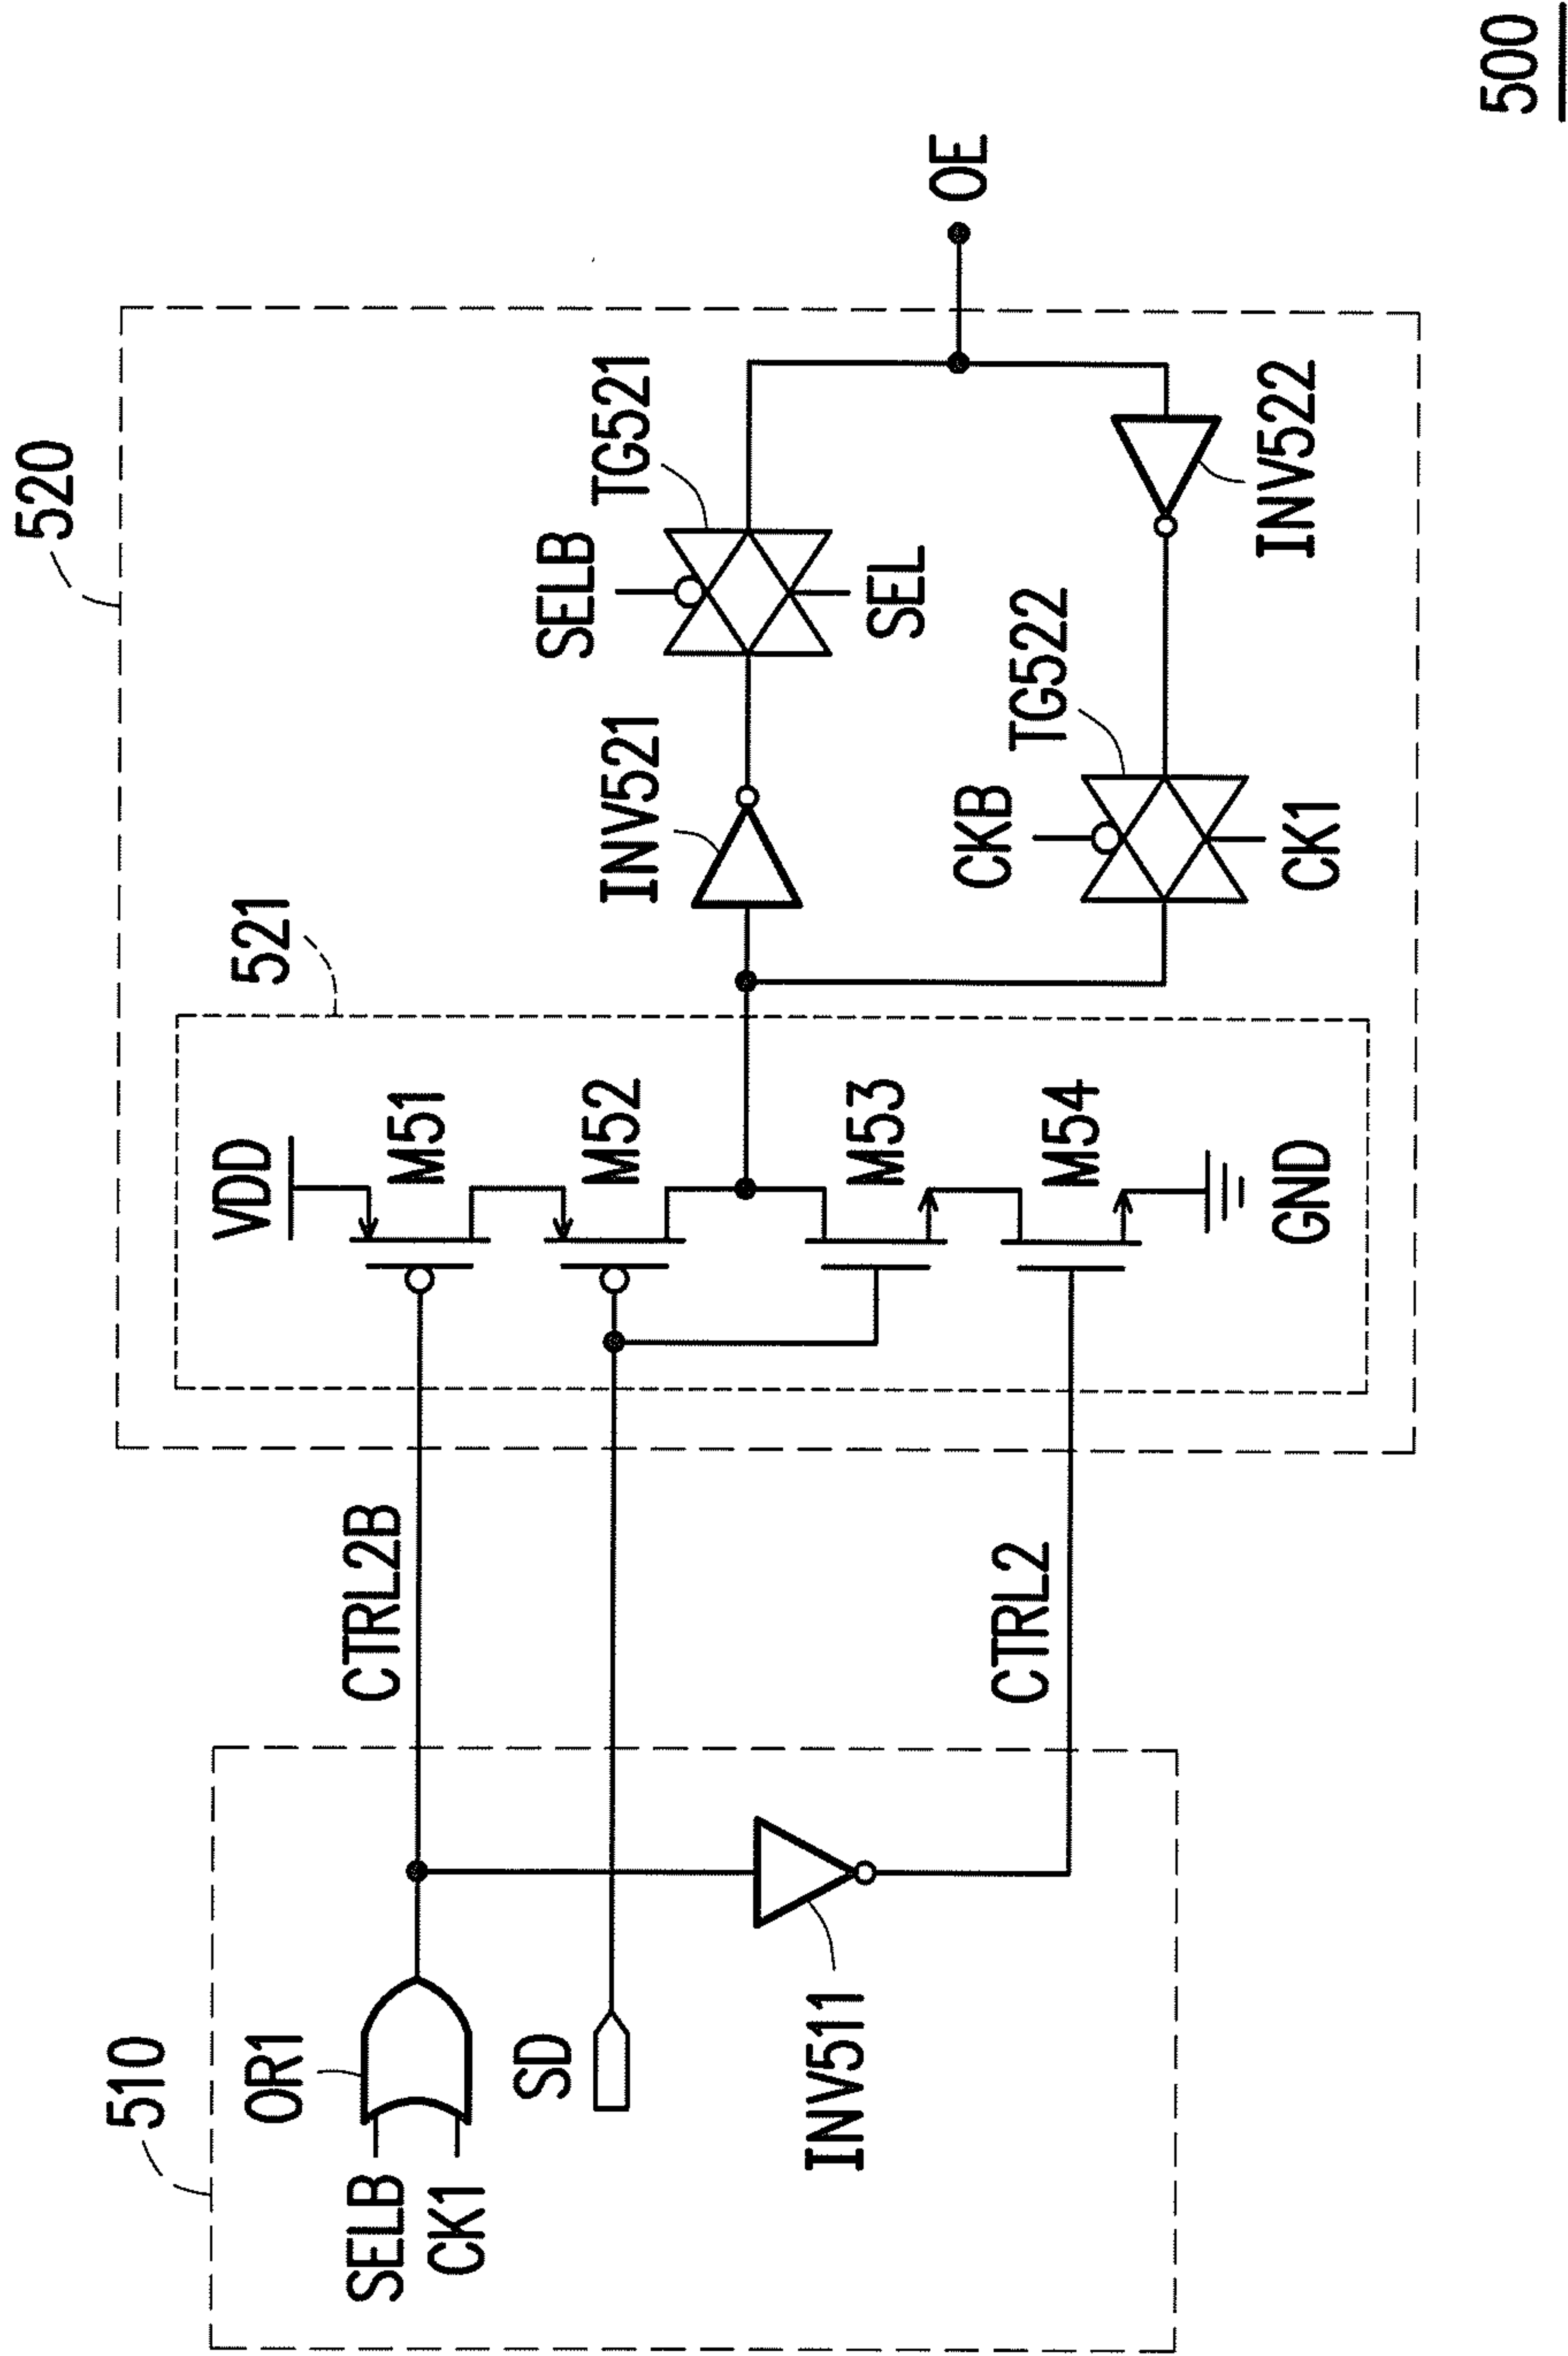 500
520
521
510
SELB
CK1
OR1
SD
INV511
CTRL2B
CTRL2
VDD
M51
M52
M53
M54
GND
INV521
SELB
TG521
SEL
CKB
TG522
CK1
INV522
OE